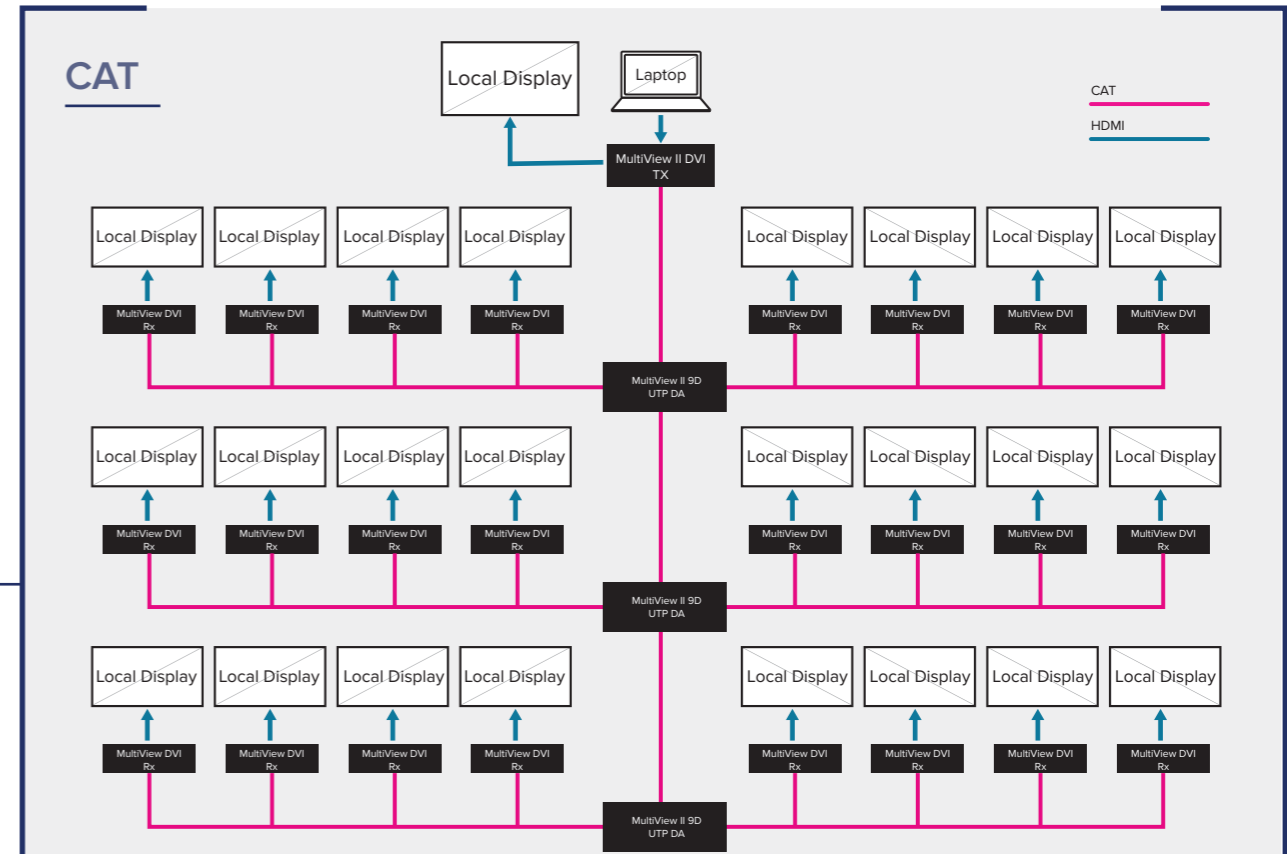 CAT
Local Display
Laptop
CAT
HDMI
MultiView II DVI
TX
Local Display Local Display Local Display Local Display Local Display Local Display Local Display Local Display
MultiView DVI MultiView DVI MultiView DVI MultiView DVI MultiView DVI MultiView DVI MultiView DVI MultiView DVI
Rx Rx Rx Rx Rx Rx Rx Rx
MultiView II 9D
UTP DA
Local Display Local Display Local Display Local Display Local Display Local Display Local Display Local Display
MultiView DVI MultiView DVI MultiView DVI MultiView DVI MultiView DVI MultiView DVI MultiView DVI MultiView DVI
Rx Rx Rx Rx Rx Rx Rx Rx
MultiView II 9D
UTP DA
Local Display Local Display Local Display Local Display Local Display Local Display Local Display Local Display
MultiView DVI MultiView DVI MultiView DVI MultiView DVI MultiView DVI MultiView DVI MultiView DVI MultiView DVI
Rx Rx Rx Rx Rx Rx Rx Rx
MultiView II 9D
UTP DA